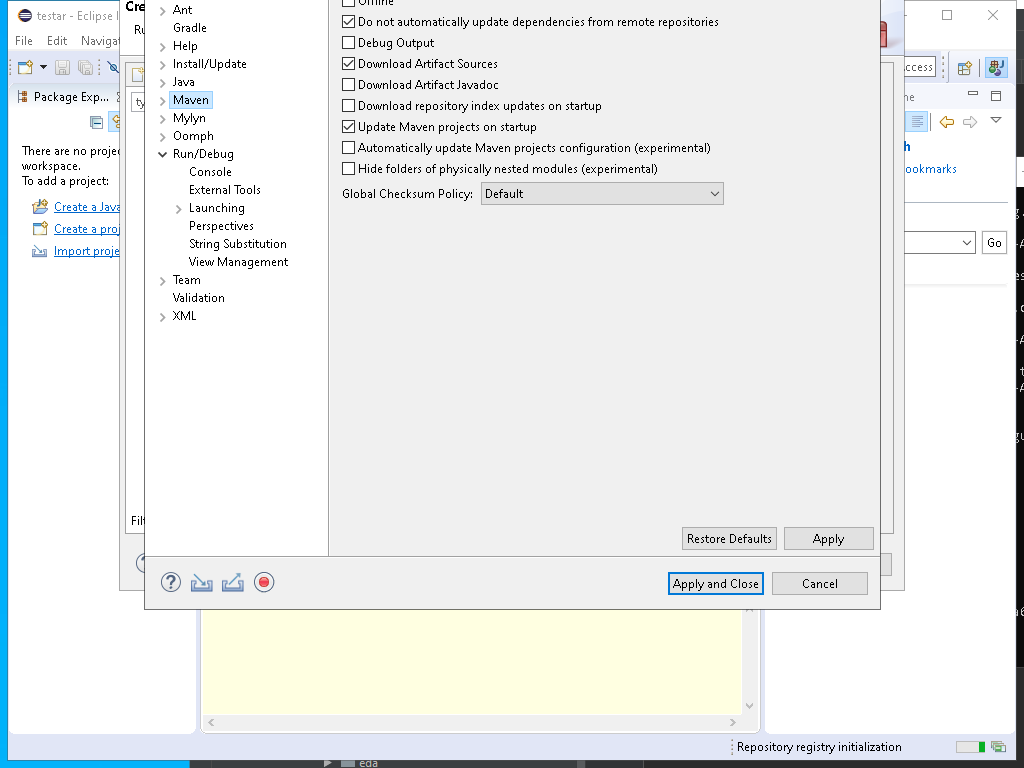 testar - Eclipse I
File Edit Navigat
Package Exp...
There are no proje
workspace.
To add a project:
Create a Java
Create a proj
Import proje
Cre
Ru
ty
Filt
Ant
Gradle
Help
Install/Update
Java
Maven
Mylyn
Oomph
Run/Debug
Console
External Tools
Launching
Perspectives
String Substitution
View Management
Team
Validation
XML
Offline
Do not automatically update dependencies from remote repositories
Debug Output
Download Artifact Sources
Download Artifact Javadoc
Download repository index updates on startup
Update Maven projects on startup
Automatically update Maven projects configuration (experimental)
Hide folders of physically nested modules (experimental)
Global Checksum Policy: Default
Restore Defaults Apply
Apply and Close Cancel
ccess
ne
h
ookmarks
Go
Repository registry initialization
eda